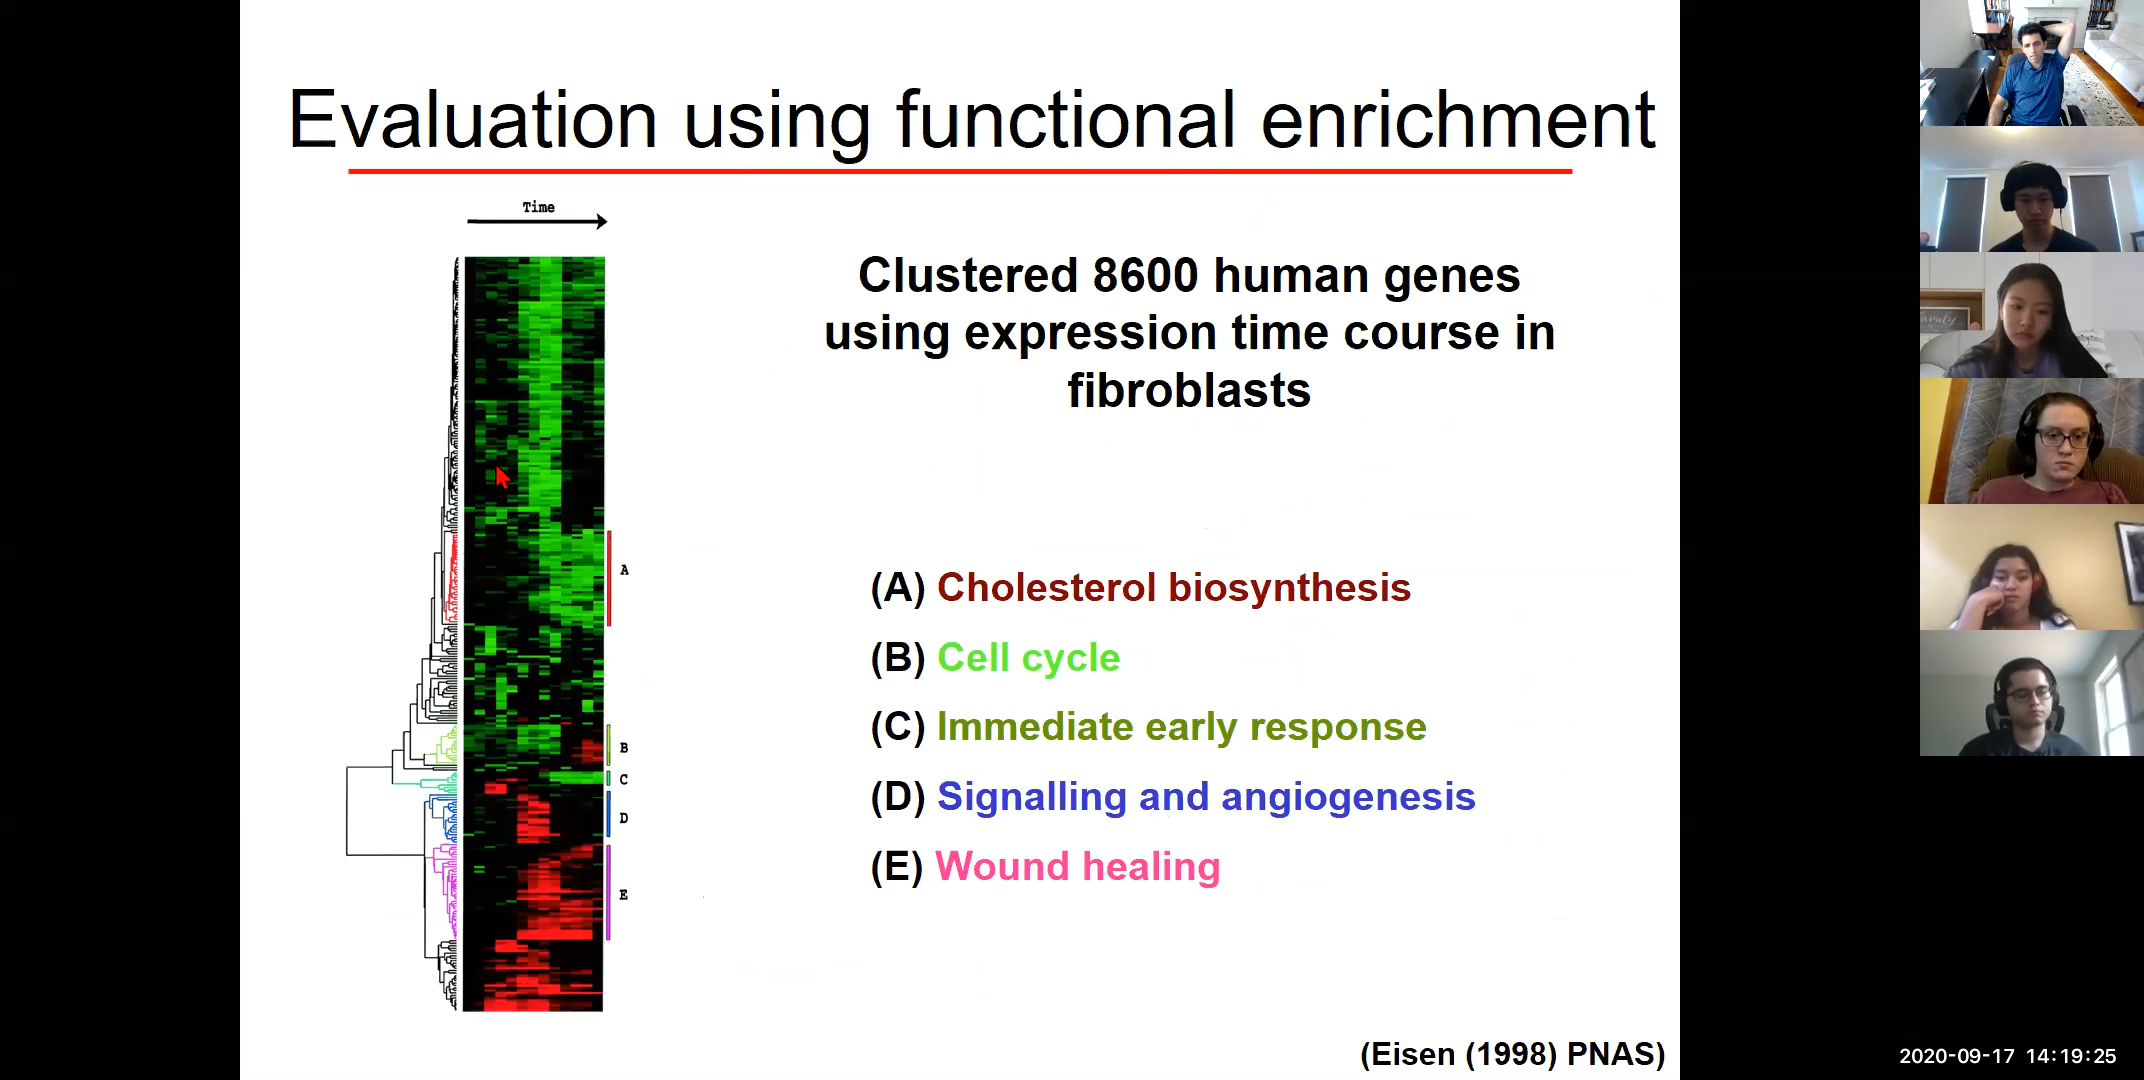 Evaluation using functional enrichment
Time
Clustered 8600 human genes
using expression time course in
fibroblasts
A
B
C
D
E
(A) Cholesterol biosynthesis
(B) Cell cycle
(C) Immediate early response
(D) Signalling and angiogenesis
(E) Wound healing
(Eisen (1998) PNAS)
family
2020-09-17 14:19:25